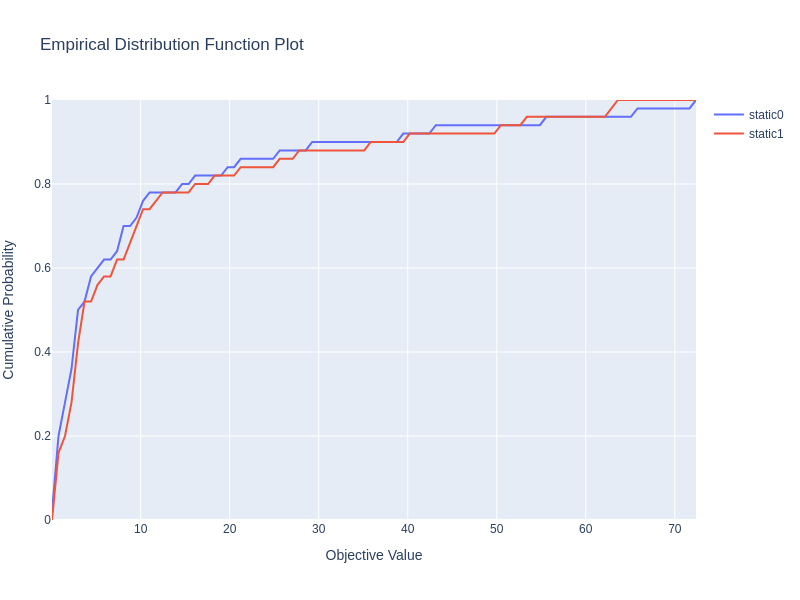 Empirical Distribution Function Plot
static0
static1
1
0.8
0.6
0.4
0.2
0
Cumulative Probability
10
20
30
40
50
60
70
Objective Value